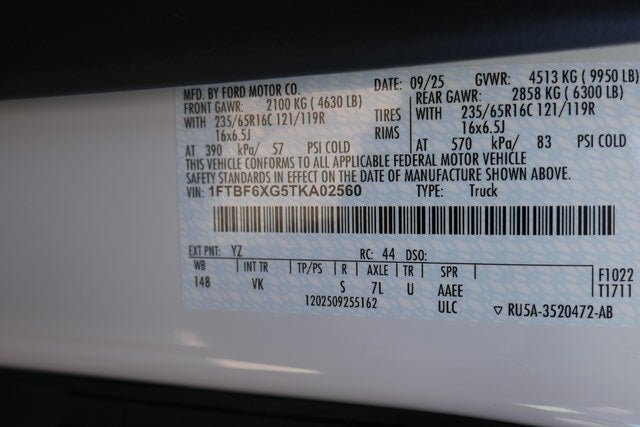 MFD. BY FORD MOTOR CO. DATE: 09/25 GVWR: 4513 KG ( 9950 LB)
FRONT GAWR: 2100 KG ( 4630 LB) REAR GAWR: 2858 KG ( 6300 LB)
WITH 235/65R16C 121/119R TIRES WITH 235/65R16C 121/119R
16x6.5J RIMS 16x6.5J
AT 390 kPa/ 57 PSI COLD AT 570 kPa/ 83 PSI COLD
THIS VEHICLE CONFORMS TO ALL APPLICABLE FEDERAL MOTOR VEHICLE
SAFETY STANDARDS IN EFFECT ON THE DATE OF MANUFACTURE SHOWN ABOVE.
VIN: 1FTBF6XG5TKA02560 TYPE: Truck
EXT PNT: YZ RC: 44 DSO:
WB INT TR TP/PS R AXLE TR SPR F1022
148 VK S 7L U AAEE T1711
1202509255162 ULC RU5A-3520472-AB